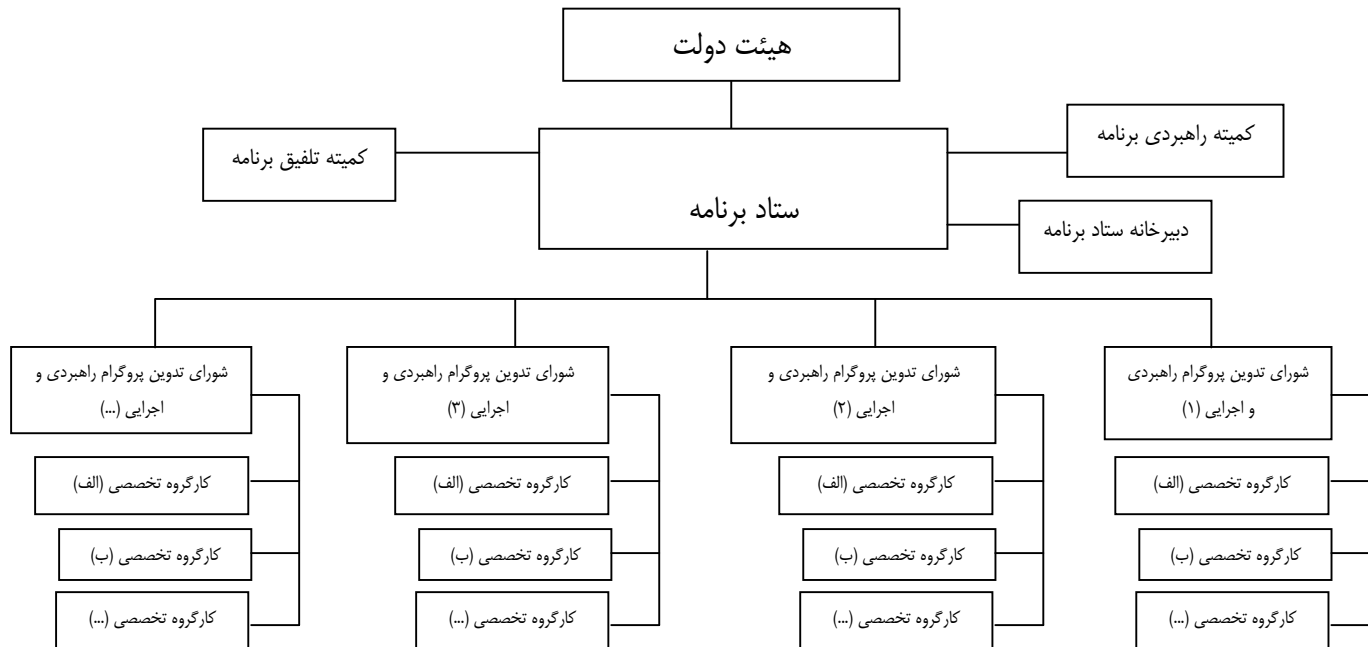 هیئت دولت
کمیته راهبردی برنامه
کمیته تلفیق برنامه
ستاد برنامه
دبیرخانه ستاد برنامه
شورای تدوین پروگرام راهبردی
و اجرایی (۱)
شورای تدوین پروگرام راهبردی و
اجرایی (۲)
شورای تدوین پروگرام راهبردی و
اجرایی (۳)
شورای تدوین پروگرام راهبردی و
اجرایی (...)
کارگروه تخصصی (الف)
کارگروه تخصصی (الف)
کارگروه تخصصی (الف)
کارگروه تخصصی (الف)
کارگروه تخصصی (ب)
کارگروه تخصصی (ب)
کارگروه تخصصی (ب)
کارگروه تخصصی (ب)
کارگروه تخصصی (...)
کارگروه تخصصی (...)
کارگروه تخصصی (...)
کارگروه تخصصی (...)